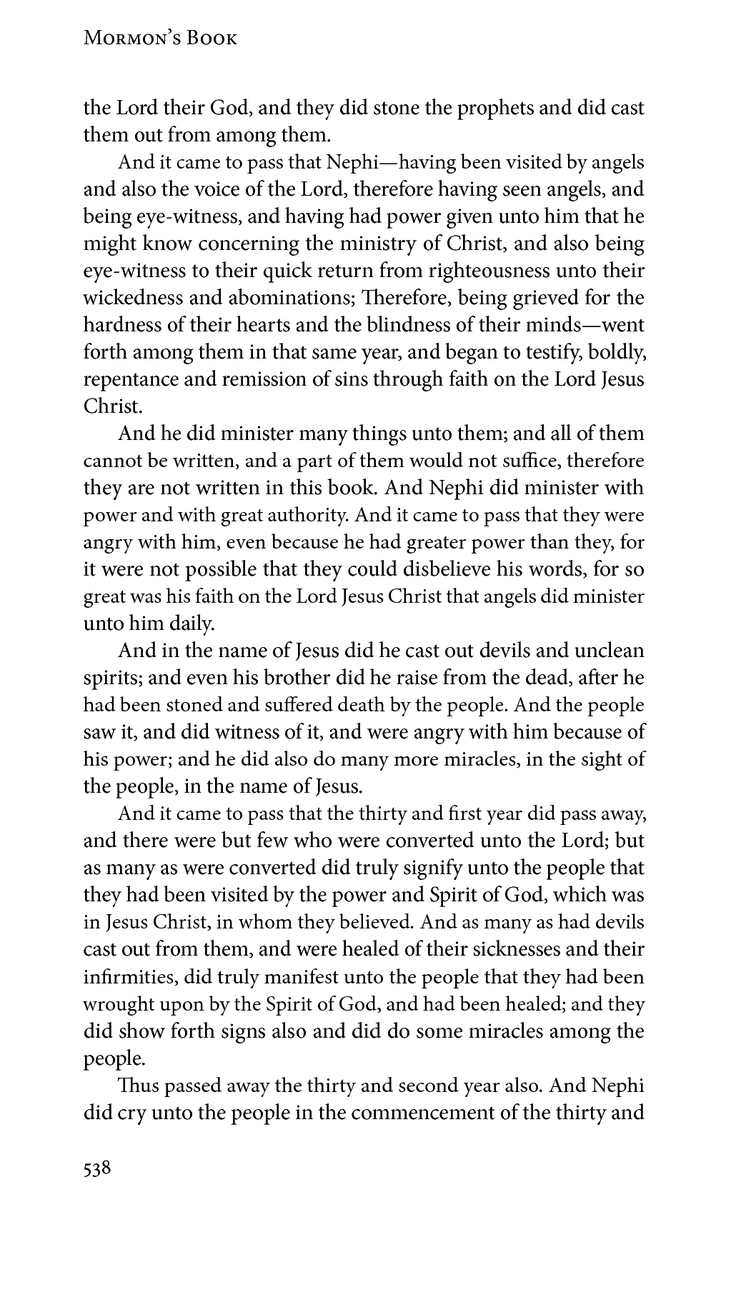 Mormon's Book
the Lord their God, and they did stone the prophets and did cast
them out from among them.
And it came to pass that Nephi—having been visited by angels
and also the voice of the Lord, therefore having seen angels, and
being eye-witness, and having had power given unto him that he
might know concerning the ministry of Christ, and also being
eye-witness to their quick return from righteousness unto their
wickedness and abominations; Therefore, being grieved for the
hardness of their hearts and the blindness of their minds—went
forth among them in that same year, and began to testify, boldly,
repentance and remission of sins through faith on the Lord Jesus
Christ.
And he did minister many things unto them; and all of them
cannot be written, and a part of them would not suffice, therefore
they are not written in this book. And Nephi did minister with
power and with great authority. And it came to pass that they were
angry with him, even because he had greater power than they, for
it were not possible that they could disbelieve his words, for so
great was his faith on the Lord Jesus Christ that angels did minister
unto him daily.
And in the name of Jesus did he cast out devils and unclean
spirits; and even his brother did he raise from the dead, after he
had been stoned and suffered death by the people. And the people
saw it, and did witness of it, and were angry with him because of
his power; and he did also do many more miracles, in the sight of
the people, in the name of Jesus.
And it came to pass that the thirty and first year did pass away,
and there were but few who were converted unto the Lord; but
as many as were converted did truly signify unto the people that
they had been visited by the power and Spirit of God, which was
in Jesus Christ, in whom they believed. And as many as had devils
cast out from them, and were healed of their sicknesses and their
infirmities, did truly manifest unto the people that they had been
wrought upon by the Spirit of God, and had been healed; and they
did show forth signs also and did do some miracles among the
people.
Thus passed away the thirty and second year also. And Nephi
did cry unto the people in the commencement of the thirty and
538